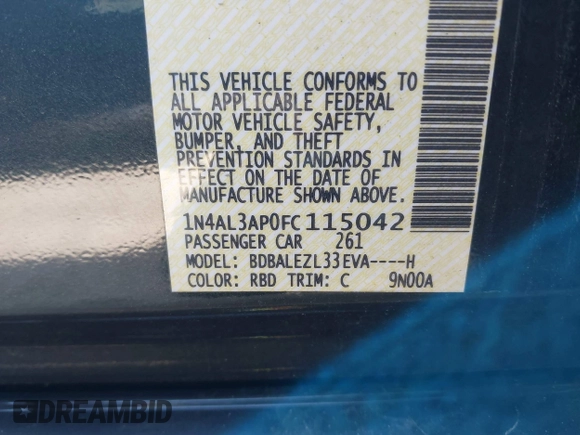 THIS VEHICLE CONFORMS TO
ALL APPLICABLE FEDERAL
MOTOR VEHICLE SAFETY,
BUMPER, AND THEFT
PREVENTION STANDARDS IN
EFFECT ON THE DATE OF
MANUFACTURE SHOWN ABOVE.
1N4AL3AP0FC115042
PASSENGER CAR 261
MODEL: BDBALEZL33EVA----H
COLOR: RBD TRIM: C 9N00A
DREAMBID